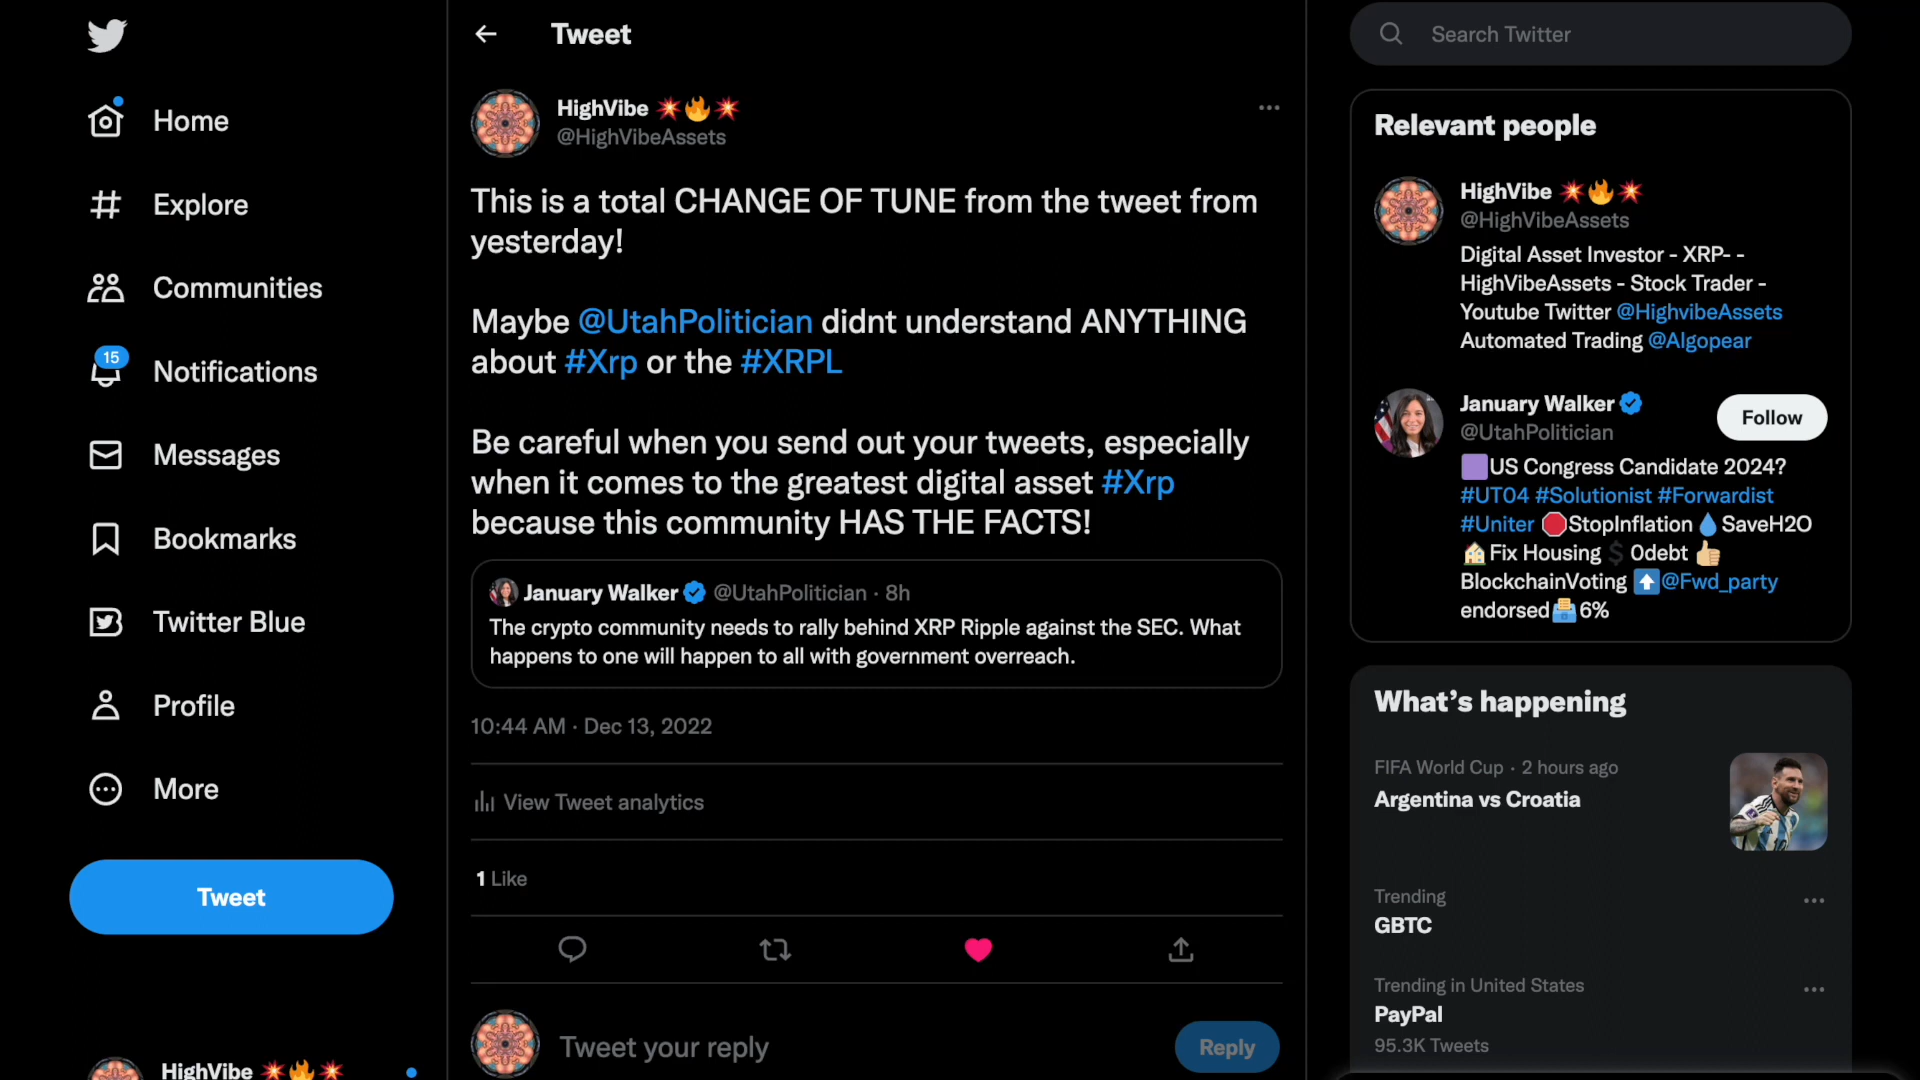 Home
Explore
Communities
15
Notifications
Messages
Bookmarks
Twitter Blue
Profile
More
Tweet
HighVibe 💥🔥💥
Tweet
HighVibe 💥🔥💥
@HighVibeAssets
This is a total CHANGE OF TUNE from the tweet from
yesterday!
Maybe @UtahPolitician didnt understand ANYTHING
about #Xrp or the #XRPL
Be careful when you send out your tweets, especially
when it comes to the greatest digital asset #Xrp
because this community HAS THE FACTS!
January Walker @UtahPolitician · 8h
The crypto community needs to rally behind XRP Ripple against the SEC. What
happens to one will happen to all with government overreach.
10:44 AM · Dec 13, 2022
View Tweet analytics
1 Like
Tweet your reply
Reply
Search Twitter
Relevant people
HighVibe 💥🔥💥
@HighVibeAssets
Digital Asset Investor - XRP- -
HighVibeAssets - Stock Trader -
Youtube Twitter @HighvibeAssets
Automated Trading @Algopear
January Walker
@UtahPolitician
Follow
🟪US Congress Candidate 2024?
#UT04 #Solutionist #Forwardist
#Uniter 🛑StopInflation 💧SaveH2O
🏠Fix Housing 💲0debt 👍🏼
BlockchainVoting ⬆️@Fwd_party
endorsed🗳️6%
What's happening
FIFA World Cup · 2 hours ago
Argentina vs Croatia
Trending
GBTC
Trending in United States
PayPal
95.3K Tweets